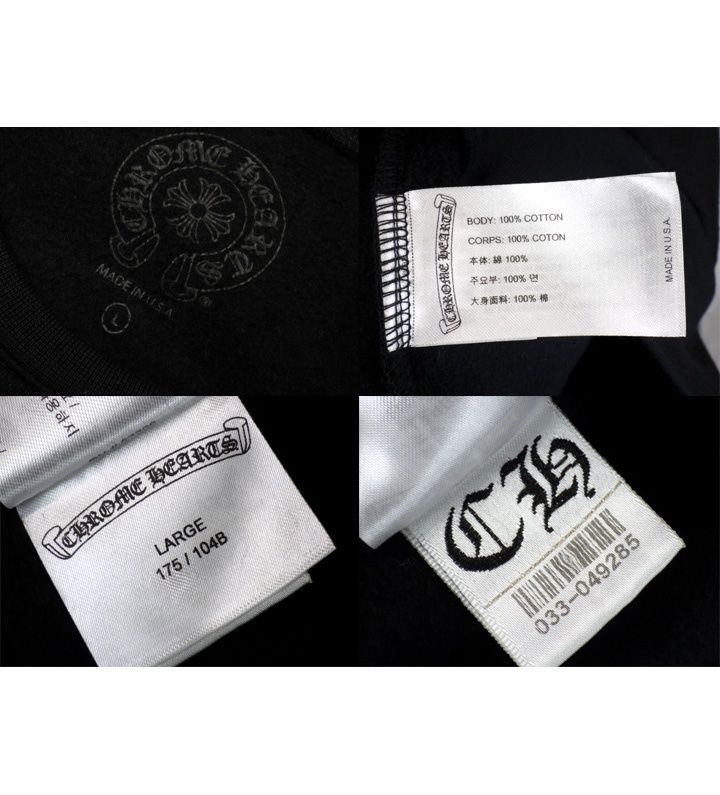 CHROME HEARTS
MADE IN U.S.A.
®
L
CHROME HEARTS
BODY: 100% COTTON
CORPS: 100% COTON
本体: 綿 100%
주요부: 100% 면
大身面料: 100% 棉
MADE IN U.S.A.
CHROME HEARTS
LARGE
175 / 104B
CH
033-049285